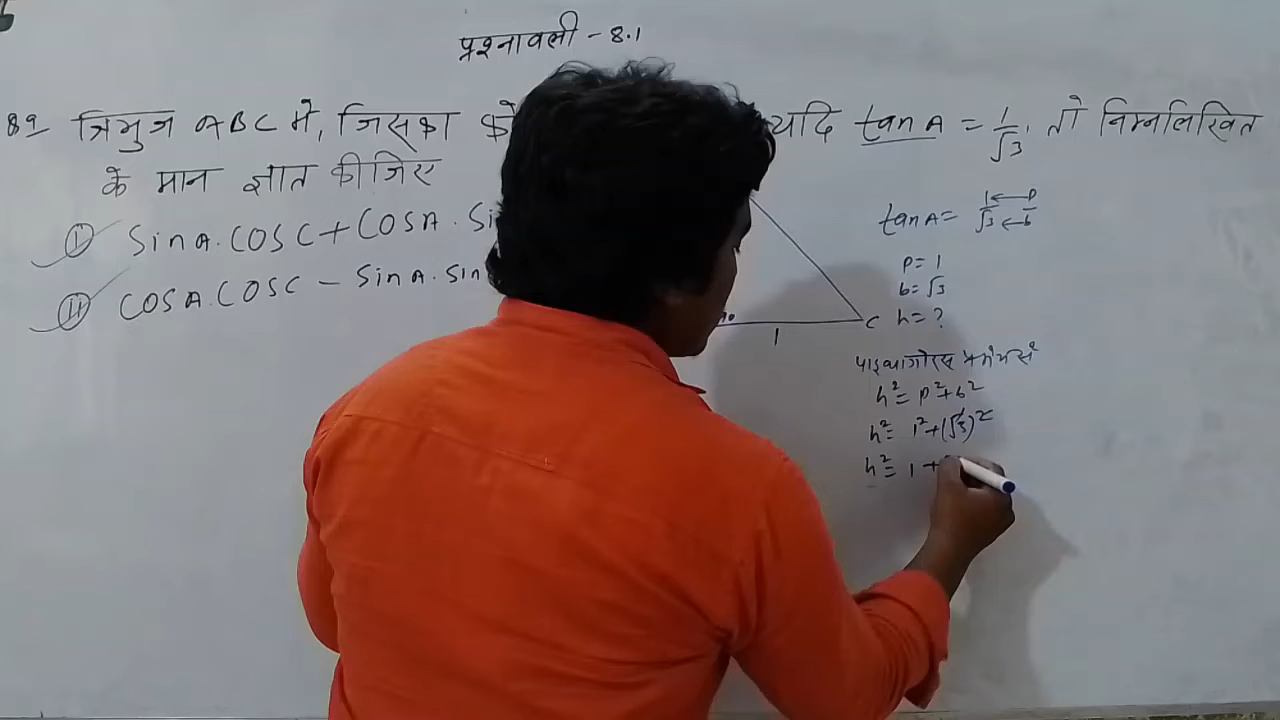 प्रश्नावली - 8.1
त्रिभुज ABC में, जिसका को यदि tan A = 1/√3, तो निम्नलिखित
के मान ज्ञात कीजिए
(I) Sin A. COS C + COS A. Si
(II) COS A. COS C - Sin A. Sin
C
1
tan A = 1/√3 ← P/b
P = 1
b = √3
h = ?
पाइथागोरस प्रमेय से
h² = P² + b²
h² = 1² + (√3)²
h² = 1 +